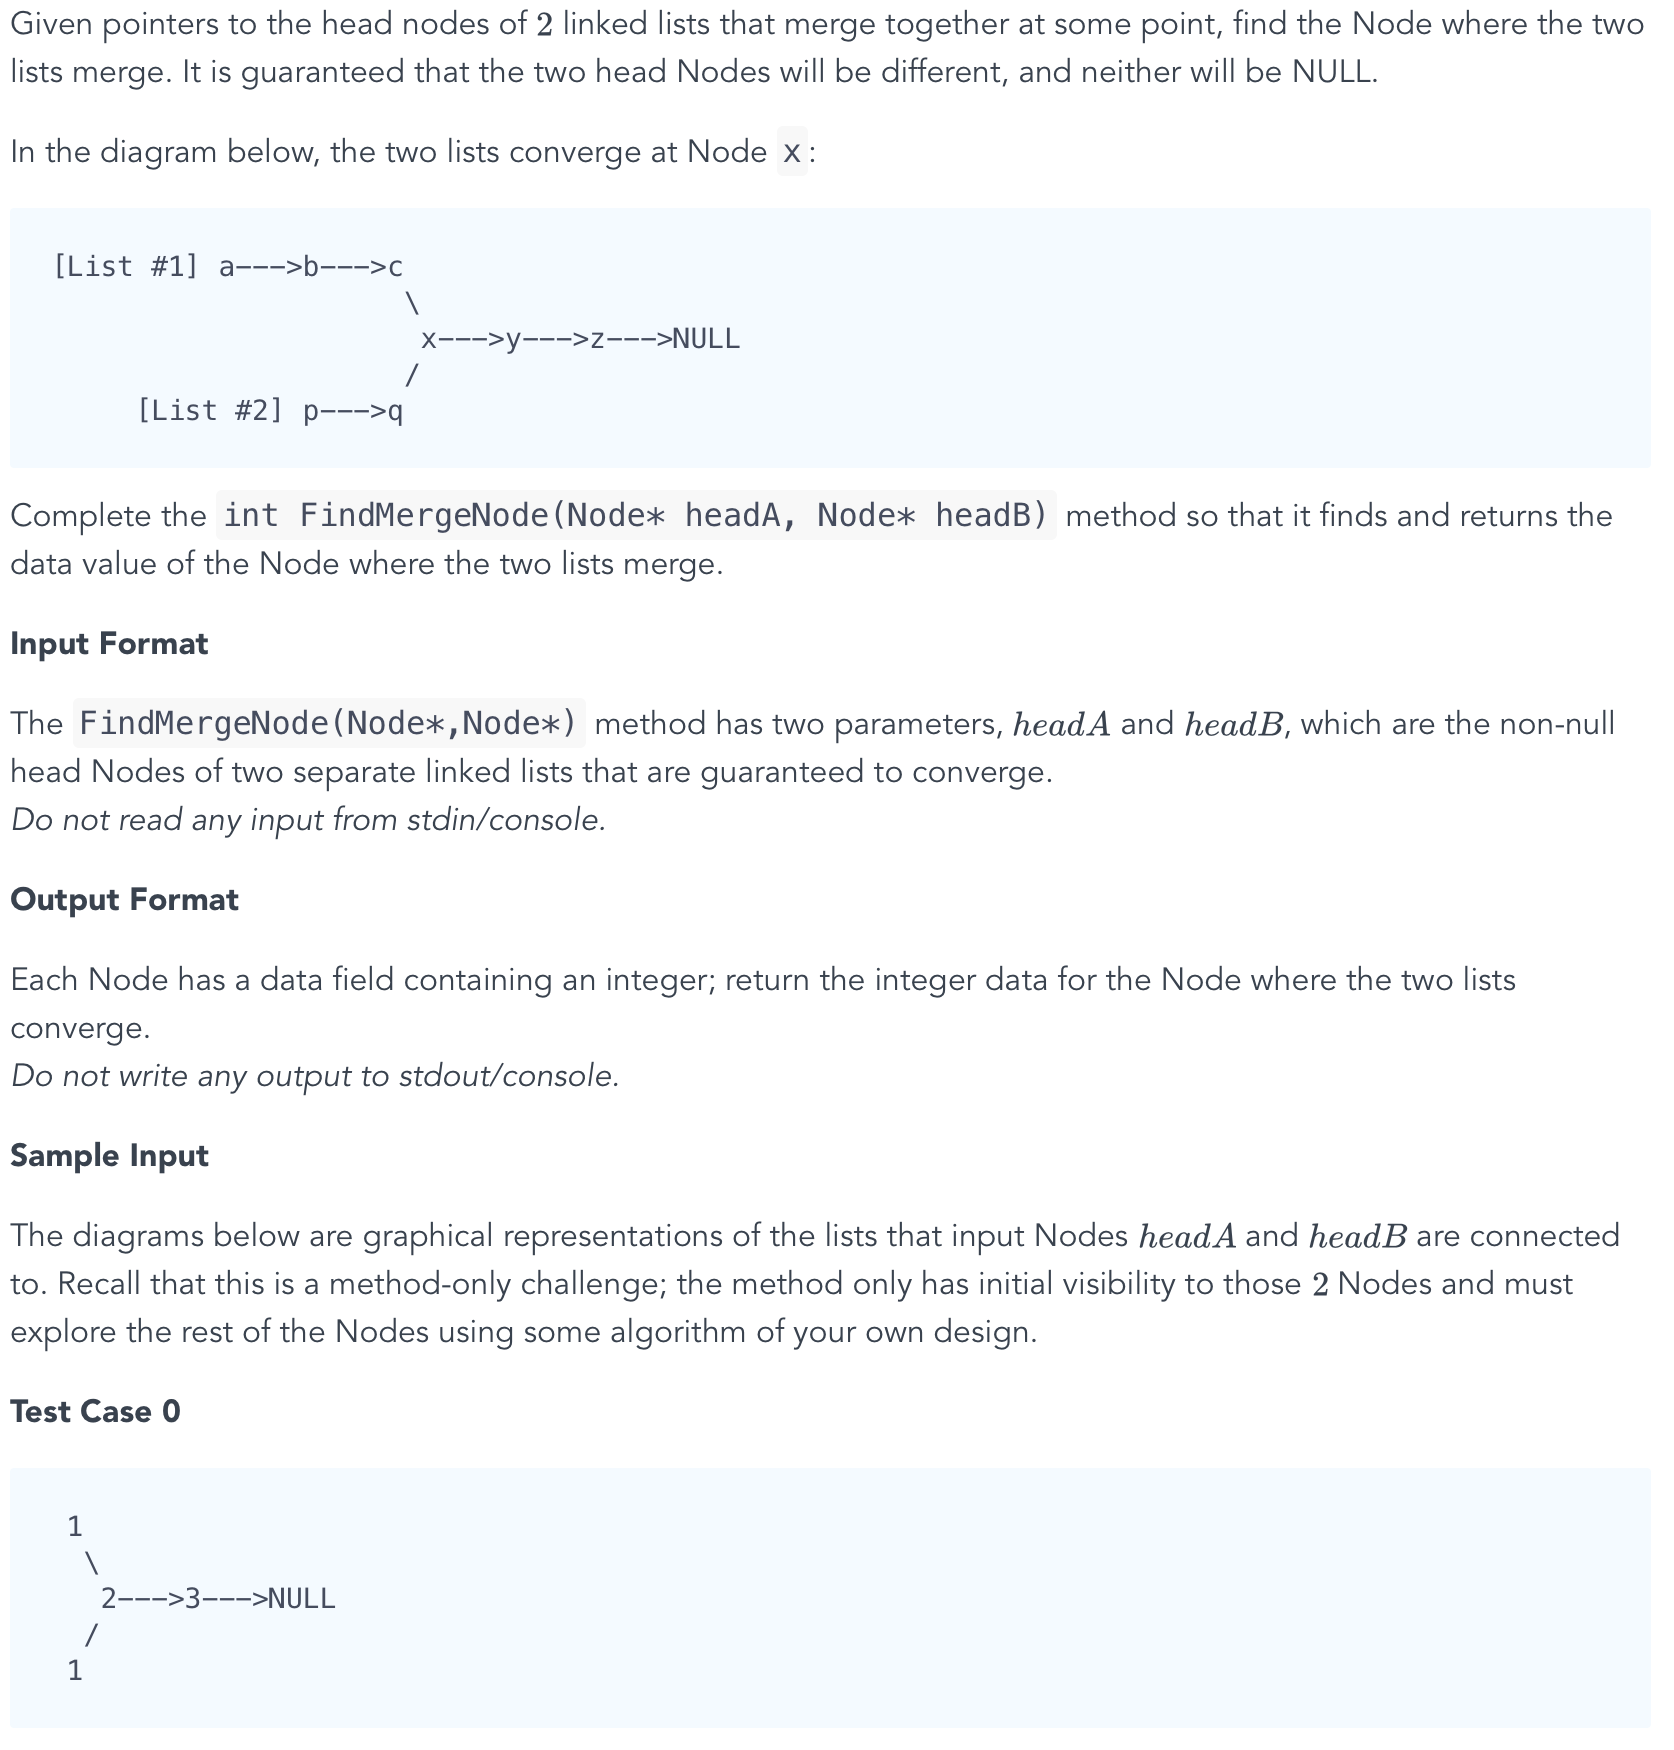 Given pointers to the head nodes of 2 linked lists that merge together at some point, find the Node where the two
lists merge. It is guaranteed that the two head Nodes will be different, and neither will be NULL.
In the diagram below, the two lists converge at Node x:
[List #1] a--->b--->c
\
x--->y--->z--->NULL
/
[List #2] p--->q
Complete the int FindMergeNode(Node* headA, Node* headB) method so that it finds and returns the
data value of the Node where the two lists merge.
Input Format
The FindMergeNode(Node*,Node*) method has two parameters, headA and headB, which are the non-null
head Nodes of two separate linked lists that are guaranteed to converge.
Do not read any input from stdin/console.
Output Format
Each Node has a data field containing an integer; return the integer data for the Node where the two lists
converge.
Do not write any output to stdout/console.
Sample Input
The diagrams below are graphical representations of the lists that input Nodes headA and headB are connected
to. Recall that this is a method-only challenge; the method only has initial visibility to those 2 Nodes and must
explore the rest of the Nodes using some algorithm of your own design.
Test Case 0
1
\
2--->3--->NULL
/
1